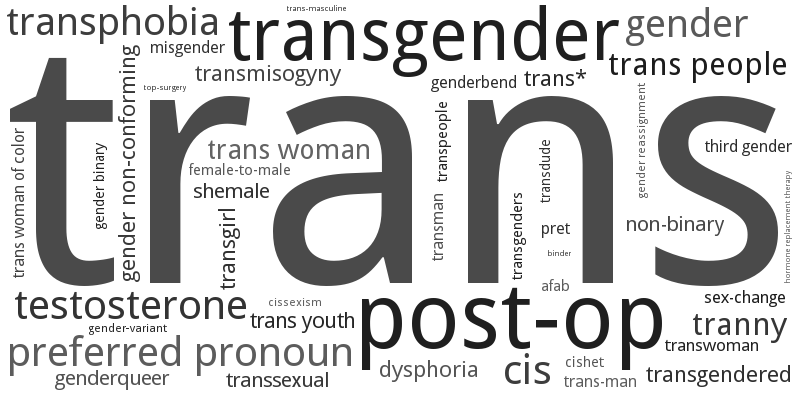 transphobia
trans-masculine
transgender
gender
misgender
trans people
transmisogyny
top-surgery
genderbend
trans*
trans
gender non-conforming
trans woman of color
gender binary
trans woman
female-to-male
shemale
transgirl
transpeople
transman
transgenders
transdude
pret
binder
afab
gender reassignment
third gender
non-binary
hormone replacement therapy
testosterone
cissexism
gender-variant
trans youth
post-op
sex-change
tranny
transwoman
preferred pronoun
genderqueer
transsexual
dysphoria
cis
cishet
trans-man
transgendered